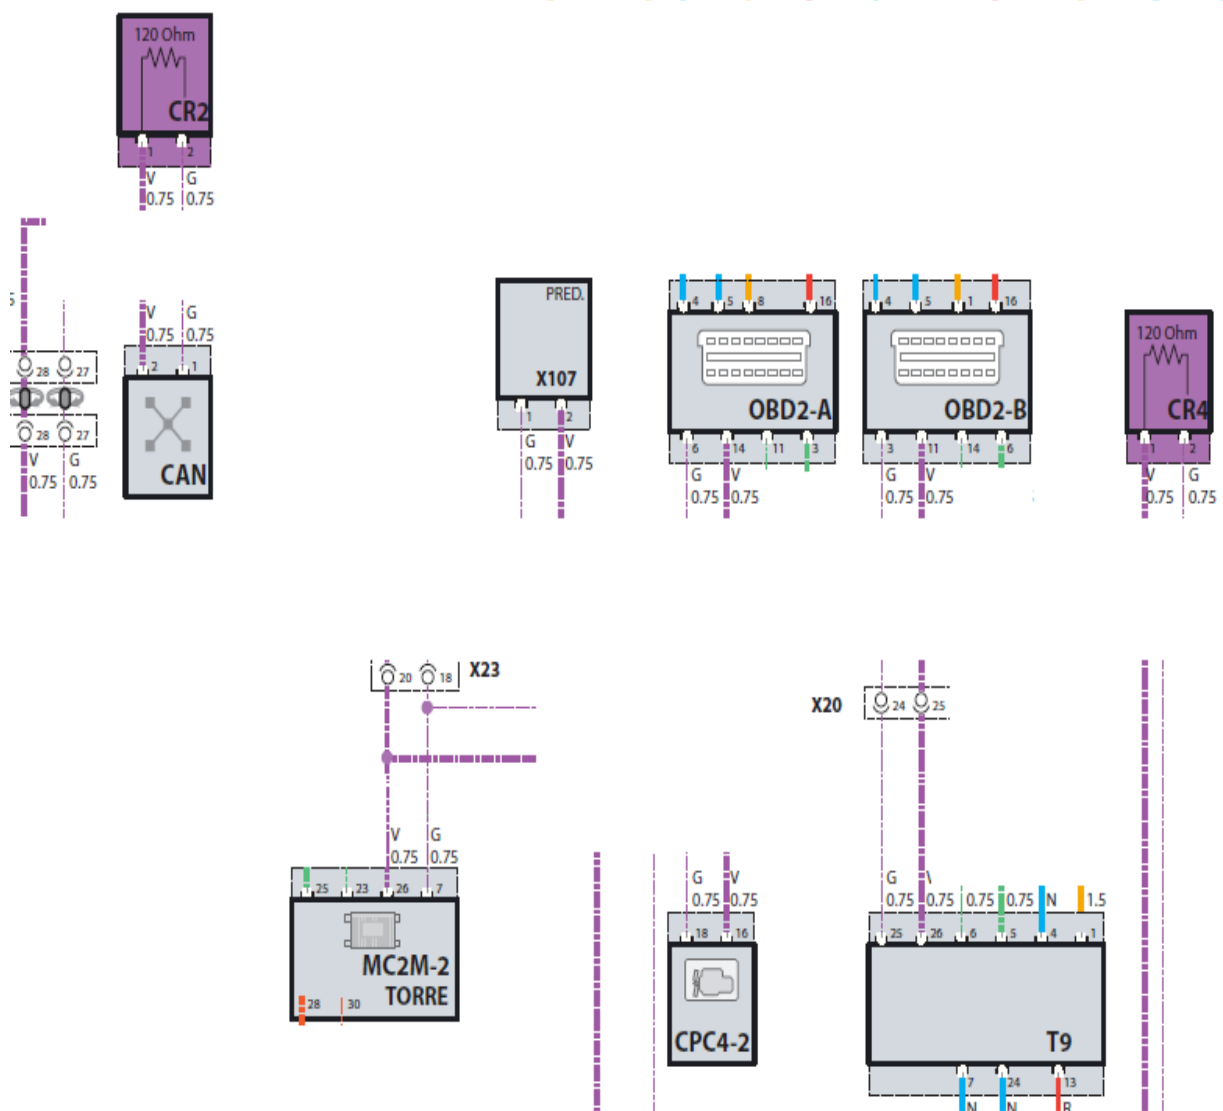 120 Ohm
CR2
1 2
V G
0.75 0.75
V G
0.75 0.75
2 1
CAN
28 27
28 27
V G
0.75 0.75
PRED.
X107
1 2
G V
0.75 0.75
4 5 8 16
OBD2-A
6 14 11 3
G V
0.75 0.75
4 5 1 16
OBD2-B
3 11 14 6
G V
0.75 0.75
120 Ohm
CR4
1 2
V G
0.75 0.75
20 18 X23
V G
0.75 0.75
25 23 26 7
MC2M-2
TORRE
28 30
G V
0.75 0.75
18 16
CPC4-2
X20 24 25
G
0.75 0.75 0.75 0.75 N 1.5
25 26 6 5 4 1
T9
7 24 13
N N R